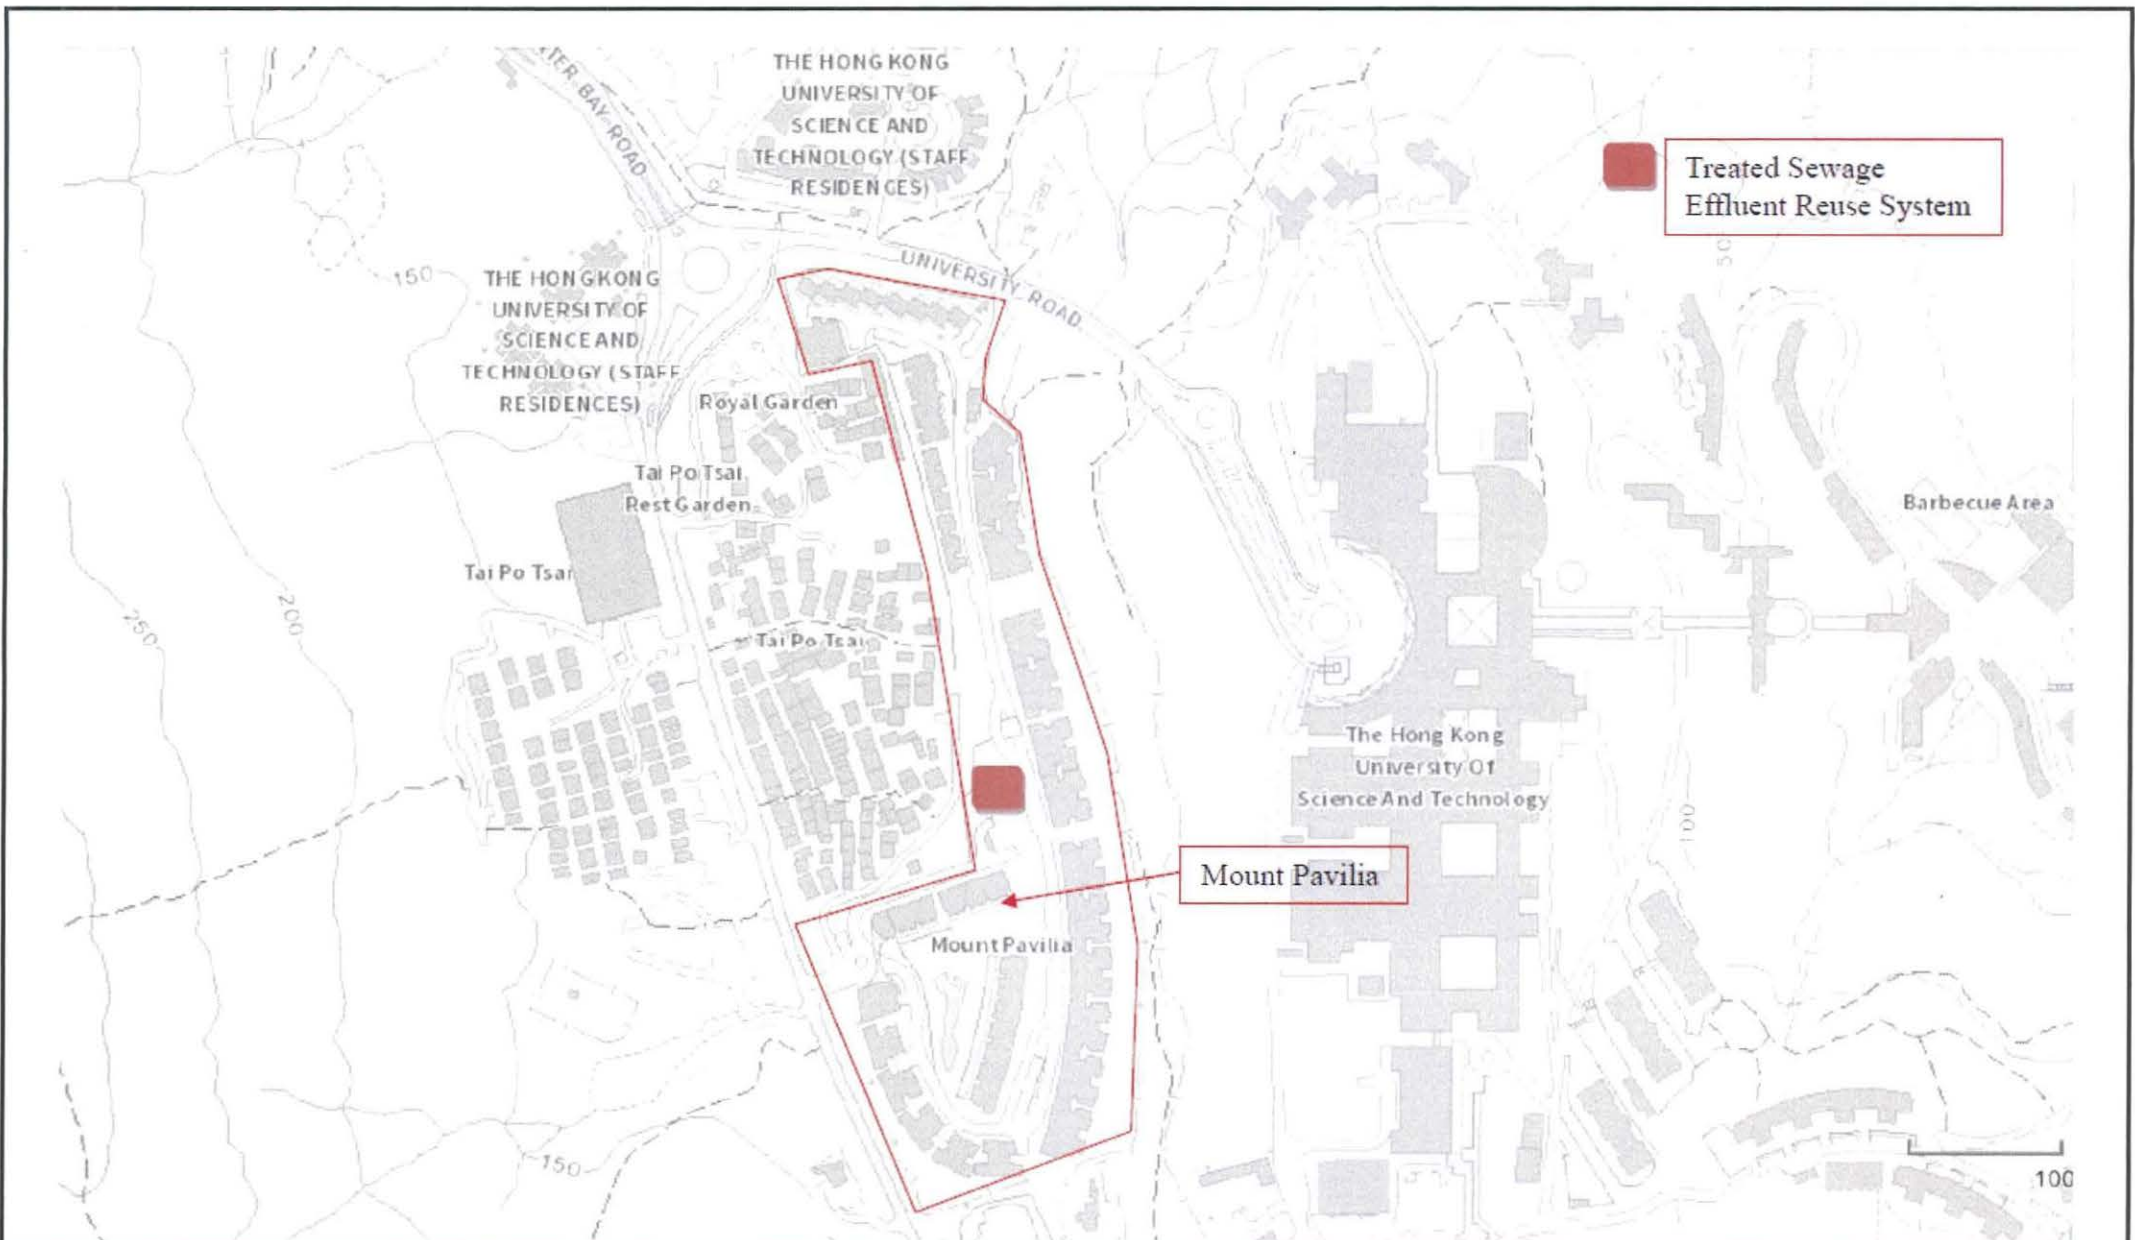 THE HONG KONG
UNIVERSITY OF
SCIENCE AND
TECHNOLOGY (STAFF
RESIDENCES)
BAY ROAD
Treated Sewage
Effluent Reuse System
UNIVERSITY ROAD
150
THE HONG KONG
UNIVERSITY OF
SCIENCE AND
TECHNOLOGY (STAFF
RESIDENCES)
Royal Garden
Tai Po Tsai
Rest Garden
Barbecue Area
Tai Po Tsai
250
200
Tai Po Tsai
The Hong Kong
University Of
Science And Technology
100
Mount Pavilia
Mount Pavilia
150
100